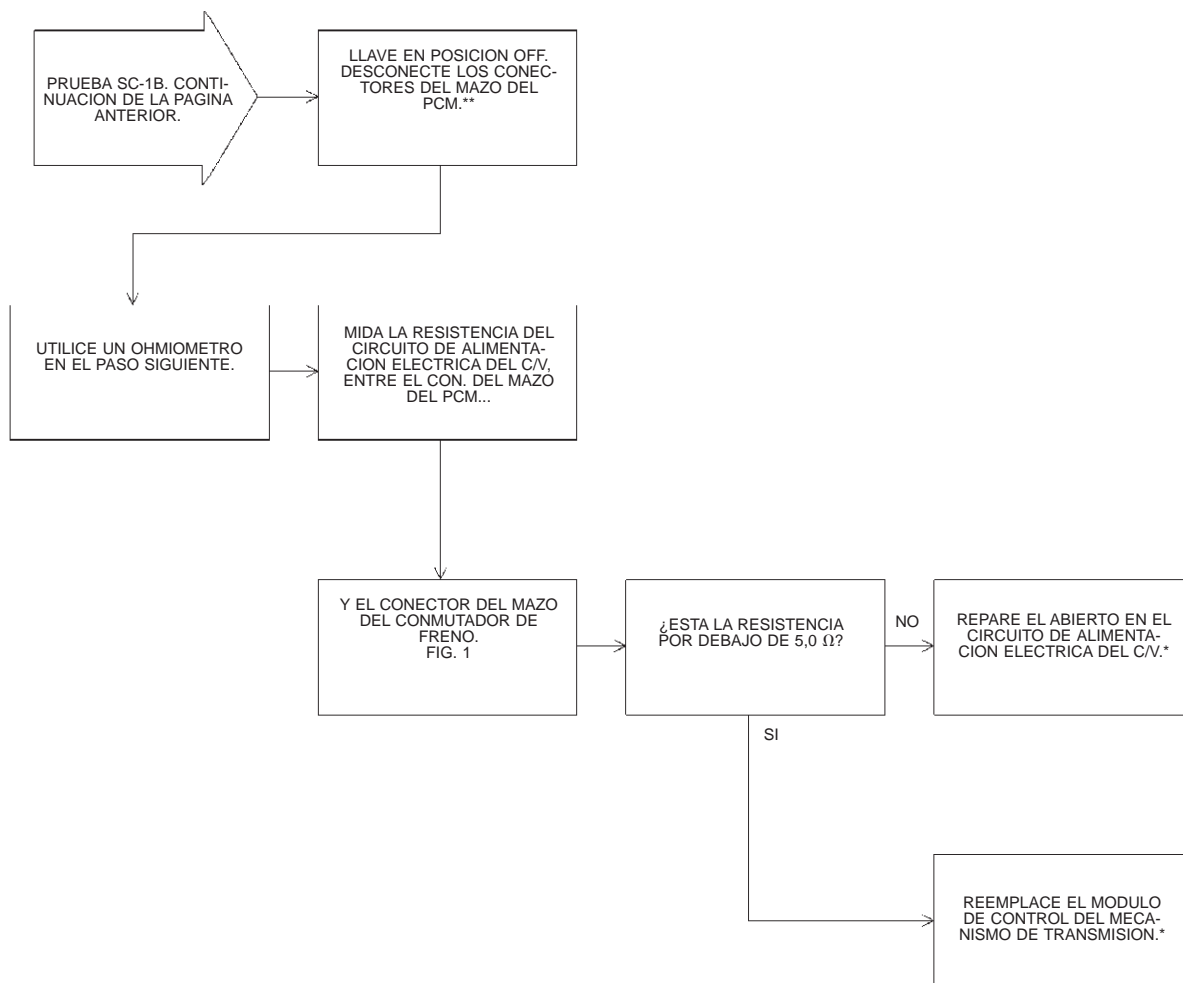 PRUEBA SC-1B. CONTI-
NUACION DE LA PAGINA
ANTERIOR.
LLAVE EN POSICION OFF.
DESCONECTE LOS CONEC-
TORES DEL MAZO DEL
PCM.**
UTILICE UN OHMIOMETRO
EN EL PASO SIGUIENTE.
MIDA LA RESISTENCIA DEL
CIRCUITO DE ALIMENTA-
CION ELECTRICA DEL C/V,
ENTRE EL CON. DEL MAZO
DEL PCM...
Y EL CONECTOR DEL MAZO
DEL CONMUTADOR DE
FRENO.
FIG. 1
¿ESTA LA RESISTENCIA
POR DEBAJO DE 5,0 Ω?
NO
REPARE EL ABIERTO EN EL
CIRCUITO DE ALIMENTA-
CION ELECTRICA DEL C/V.*
SI
REEMPLACE EL MODULO
DE CONTROL DEL MECA-
NISMO DE TRANSMISION.*